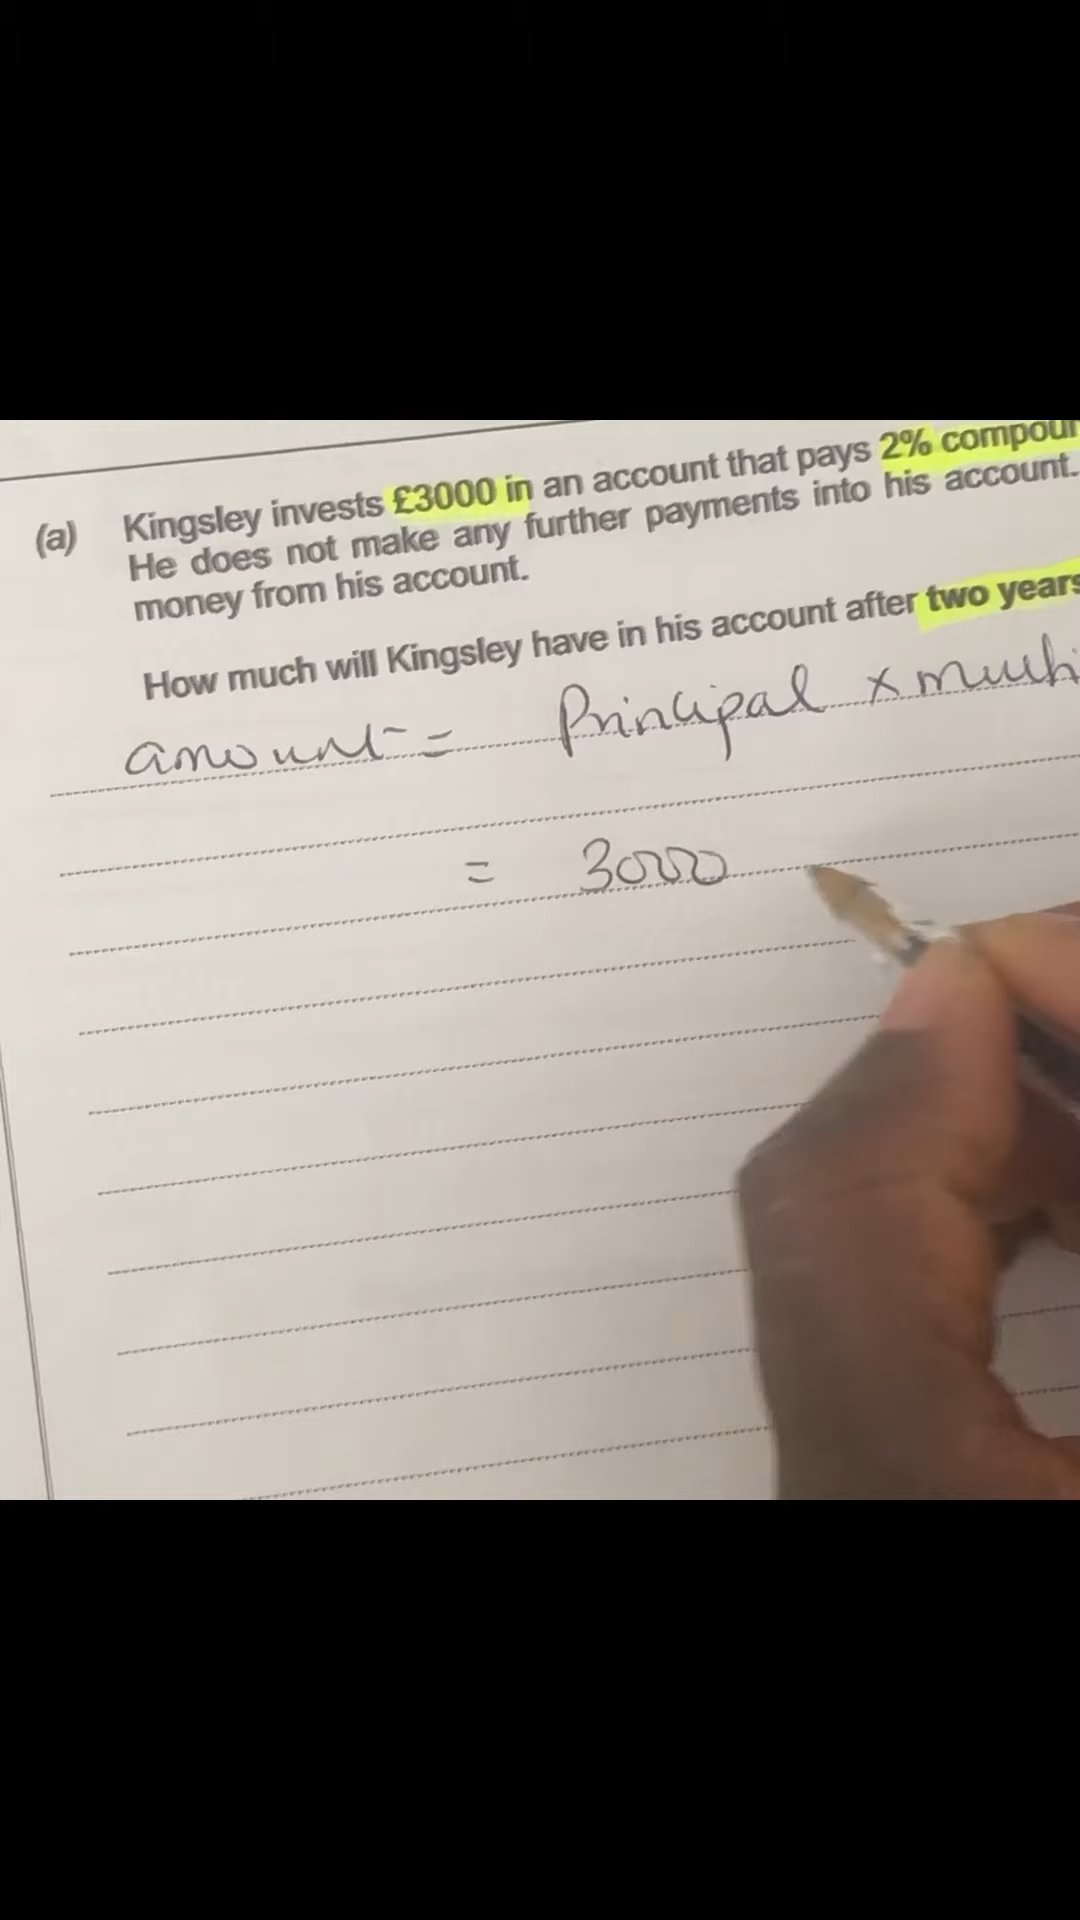 (a) Kingsley invests £3000 in an account that pays 2% compoun
He does not make any further payments into his account.
money from his account.
How much will Kingsley have in his account after two years
amount = Principal × multi
= 3000